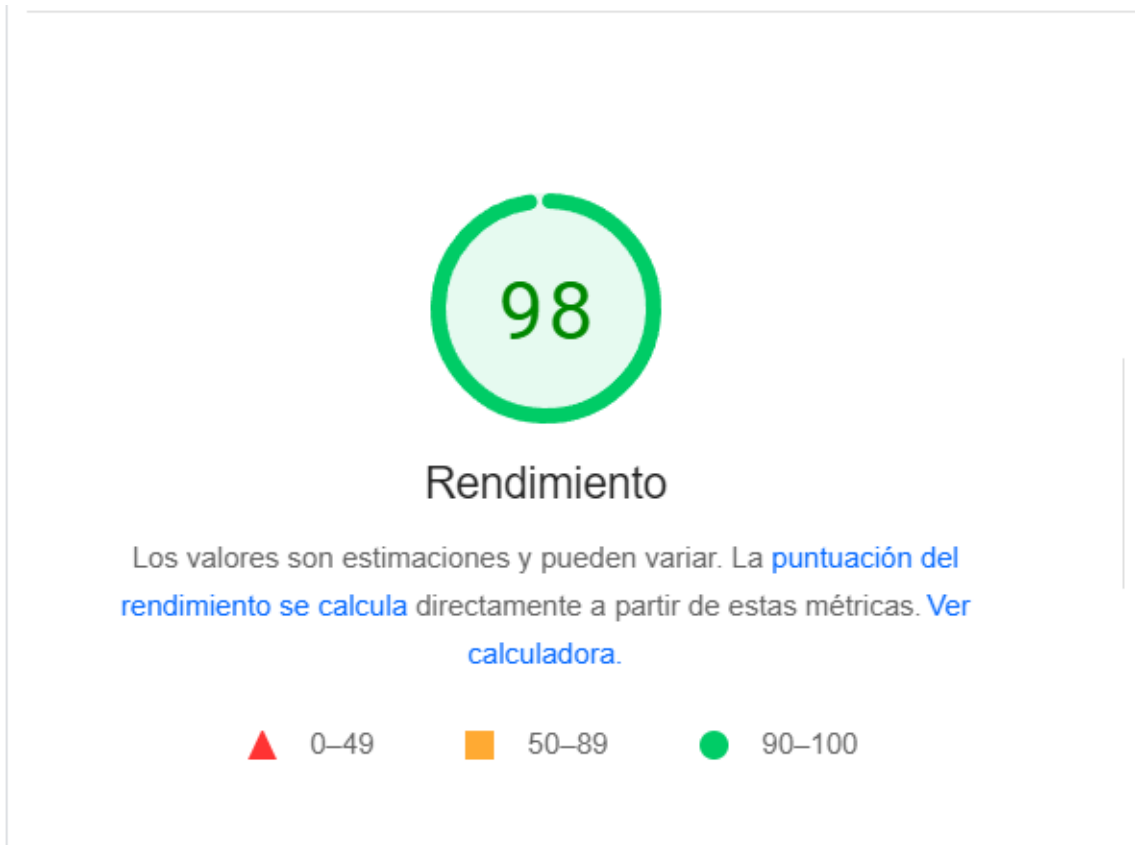 98
Rendimiento
Los valores son estimaciones y pueden variar. La puntuación del
rendimiento se calcula directamente a partir de estas métricas. Ver
calculadora.
0–49 50–89 90–100